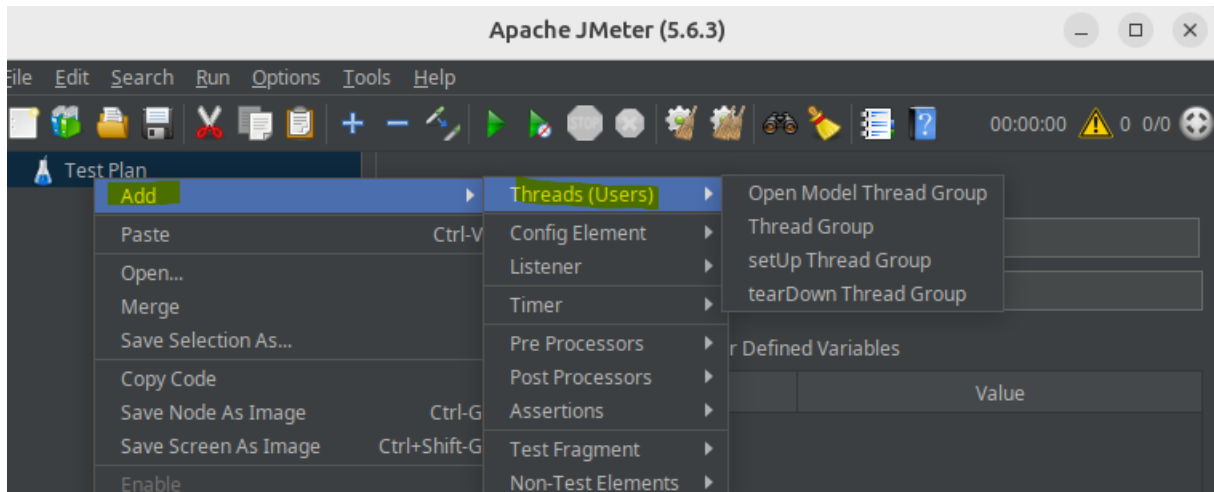 Apache JMeter (5.6.3)
File Edit Search Run Options Tools Help
STOP
00:00:00 0 0/0
Test Plan
Add
Paste Ctrl-V
Open...
Merge
Save Selection As...
Copy Code
Save Node As Image Ctrl-G
Save Screen As Image Ctrl+Shift-G
Enable
Threads (Users)
Config Element
Listener
Timer
Pre Processors
Post Processors
Assertions
Test Fragment
Non-Test Elements
Open Model Thread Group
Thread Group
setUp Thread Group
tearDown Thread Group
r Defined Variables
Value